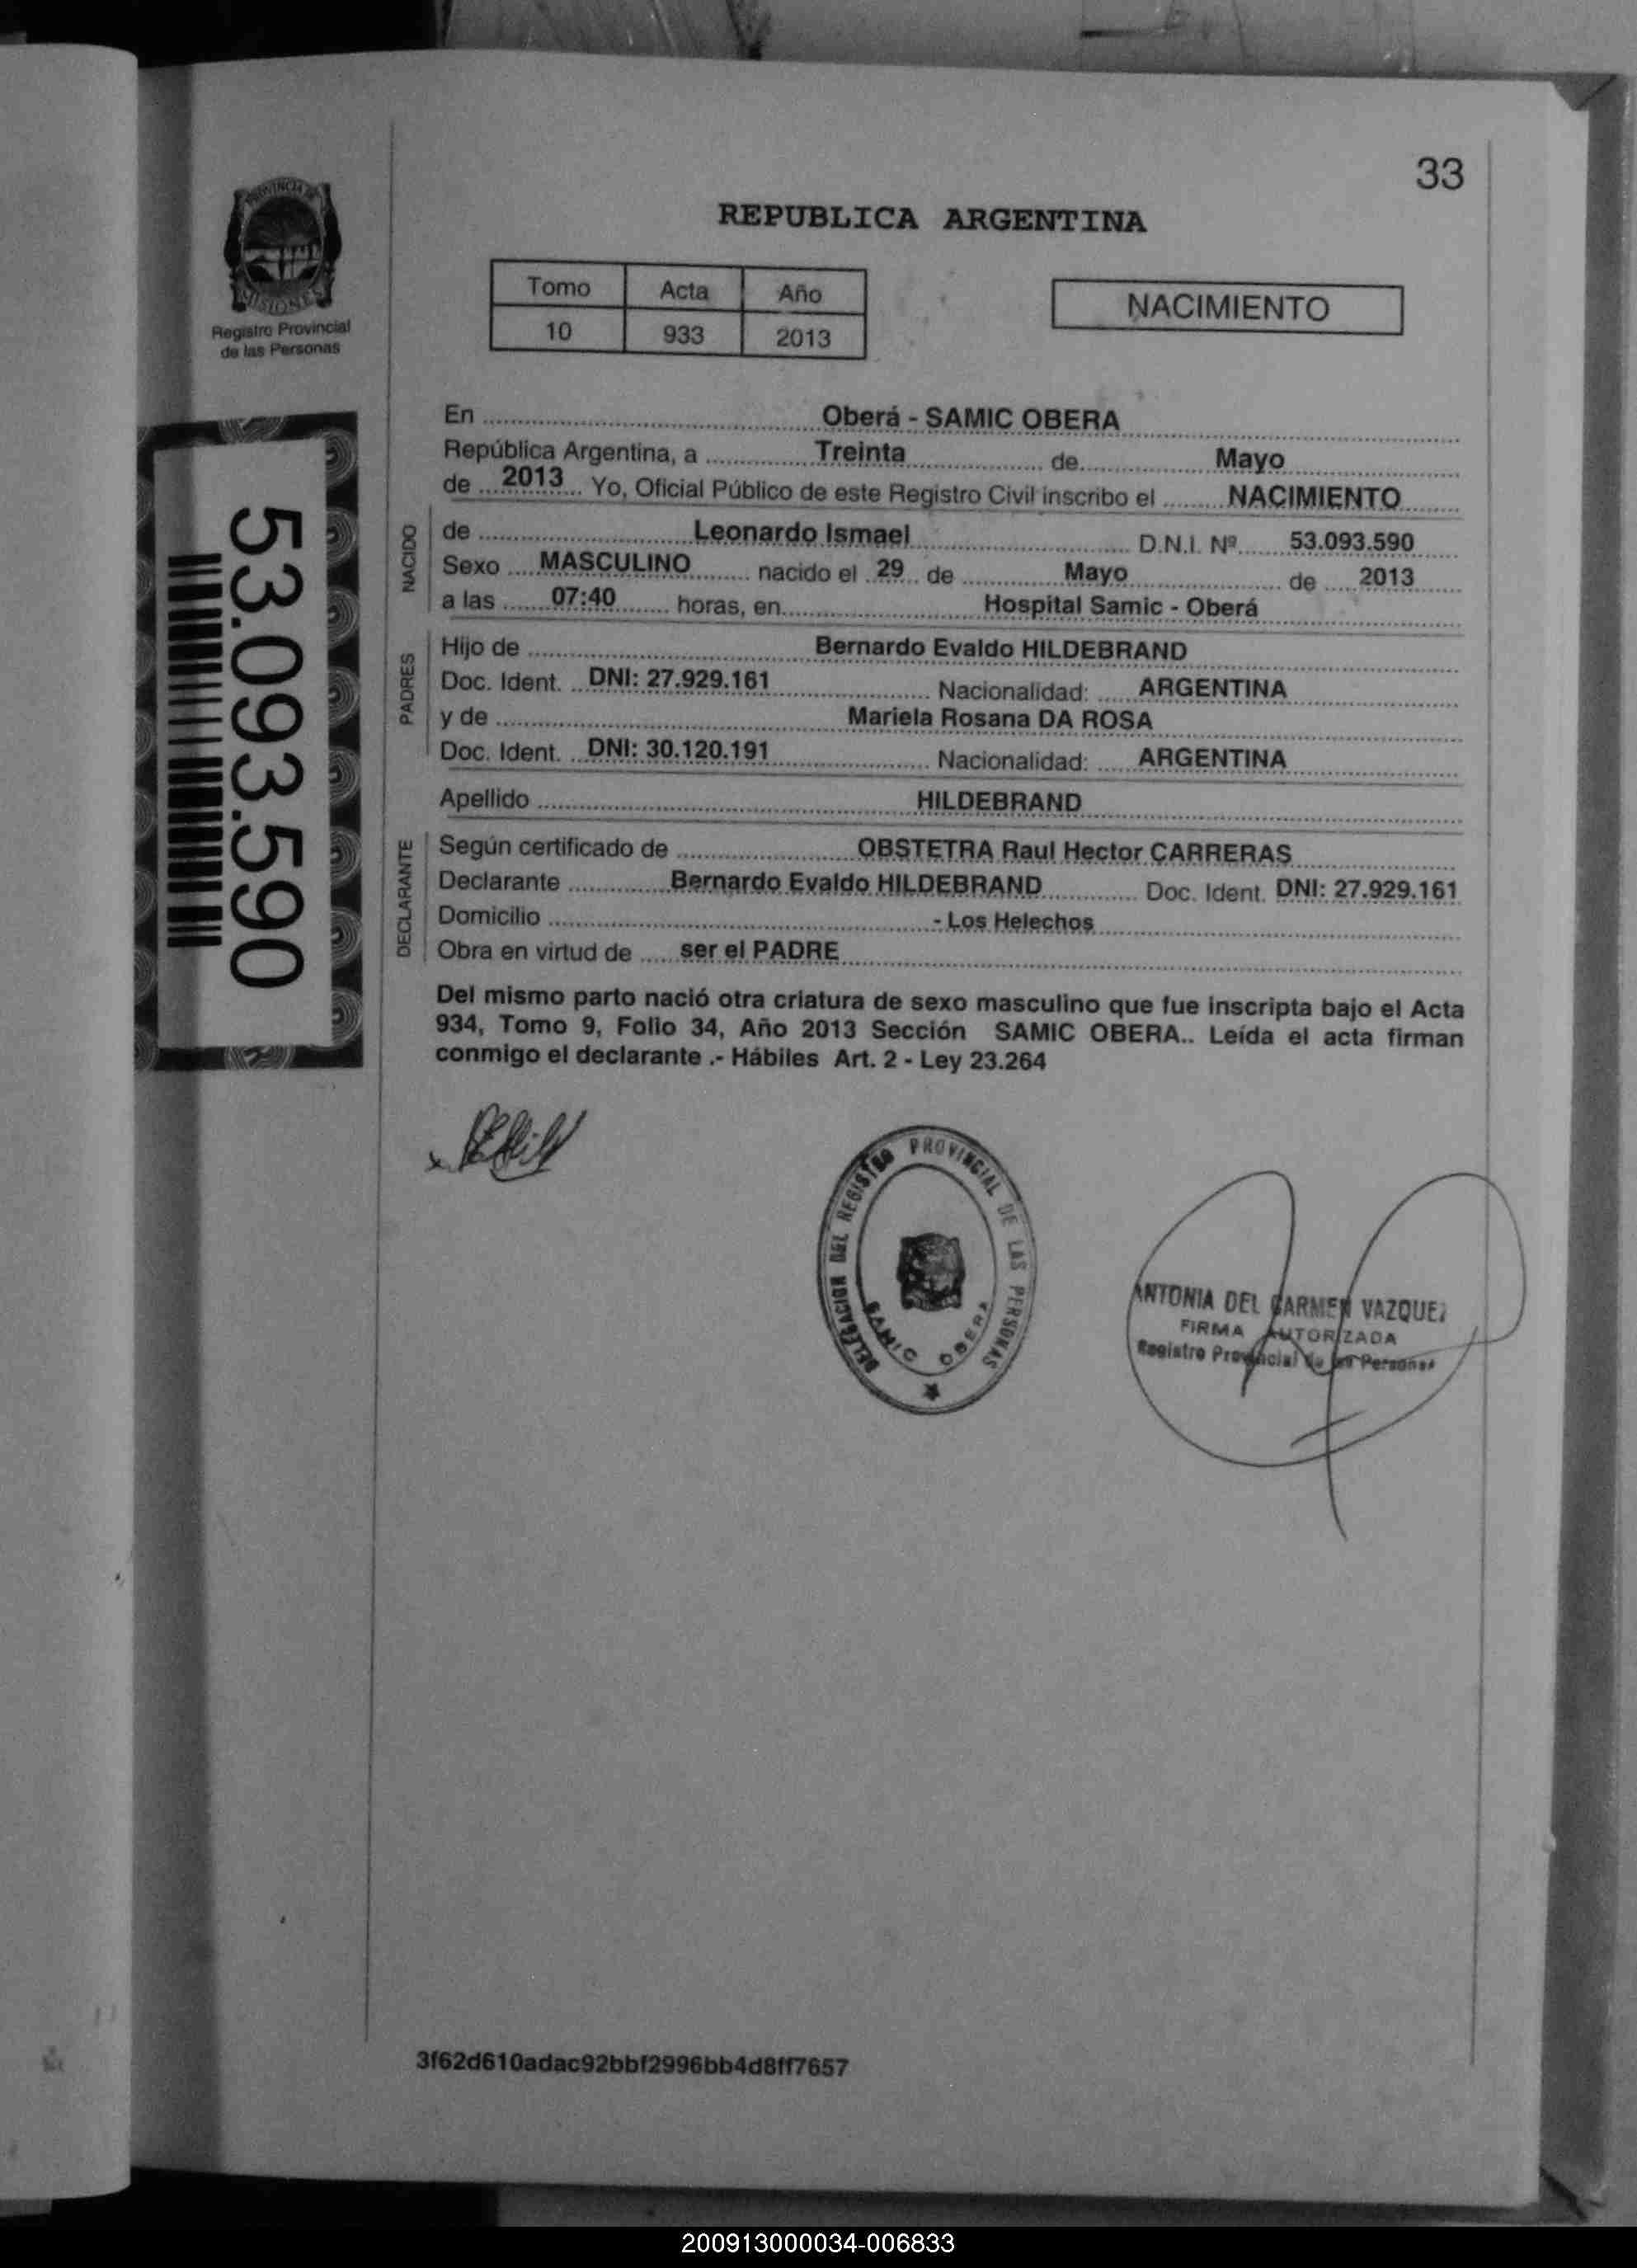 33
PROVINCIA DE
MISIONES
Registro Provincial
de las Personas
REPUBLICA ARGENTINA
Tomo Acta Año
10 933 2013
NACIMIENTO
53.093.590
En Oberá - SAMIC OBERA
República Argentina, a Treinta de Mayo
de 2013 Yo, Oficial Público de este Registro Civil inscribo el NACIMIENTO
NACIDO
de Leonardo Ismael D.N.I. Nº 53.093.590
Sexo MASCULINO nacido el 29 de Mayo de 2013
a las 07:40 horas, en Hospital Samic - Oberá
PADRES
Hijo de Bernardo Evaldo HILDEBRAND
Doc. Ident. DNI: 27.929.161 Nacionalidad: ARGENTINA
y de Mariela Rosana DA ROSA
Doc. Ident. DNI: 30.120.191 Nacionalidad: ARGENTINA
Apellido HILDEBRAND
DECLARANTE
Según certificado de OBSTETRA Raul Hector CARRERAS
Declarante Bernardo Evaldo HILDEBRAND Doc. Ident. DNI: 27.929.161
Domicilio - Los Helechos
Obra en virtud de ser el PADRE
Del mismo parto nació otra criatura de sexo masculino que fue inscripta bajo el Acta
934, Tomo 9, Folio 34, Año 2013 Sección SAMIC OBERA.. Leída el acta firman
conmigo el declarante .- Hábiles Art. 2 - Ley 23.264
DELEGACION DEL REGISTRO PROVINCIAL DE LAS PERSONAS
SAMIC OBERA
ANTONIA DEL CARMEN VAZQUEZ
FIRMA AUTORIZADA
Registro Provincial de las Personas
3f62d610adac92bbf2996bb4d8ff7657
200913000034-006833